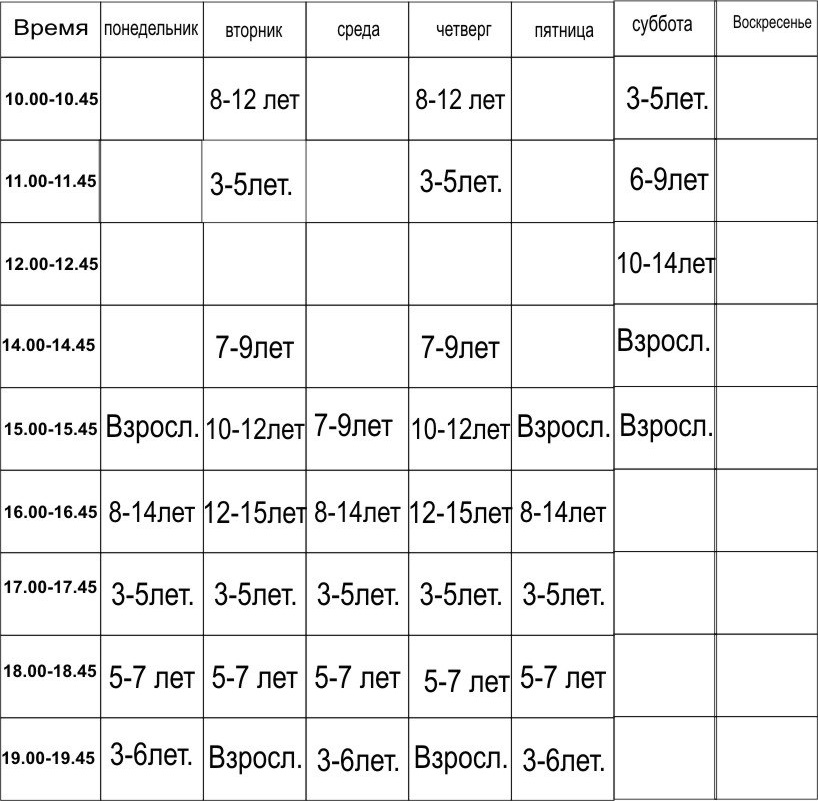 Время понедельник вторник среда четверг пятница суббота Воскресенье
10.00-10.45 8-12 лет 8-12 лет 3-5лет.
11.00-11.45 3-5лет. 3-5лет. 6-9лет
12.00-12.45 10-14лет
14.00-14.45 7-9лет 7-9лет Взросл.
15.00-15.45 Взросл. 10-12лет 7-9лет 10-12лет Взросл. Взросл.
16.00-16.45 8-14лет 12-15лет 8-14лет 12-15лет 8-14лет
17.00-17.45 3-5лет. 3-5лет. 3-5лет. 3-5лет. 3-5лет.
18.00-18.45 5-7 лет 5-7 лет 5-7 лет 5-7 лет 5-7 лет
19.00-19.45 3-6лет. Взросл. 3-6лет. Взросл. 3-6лет.